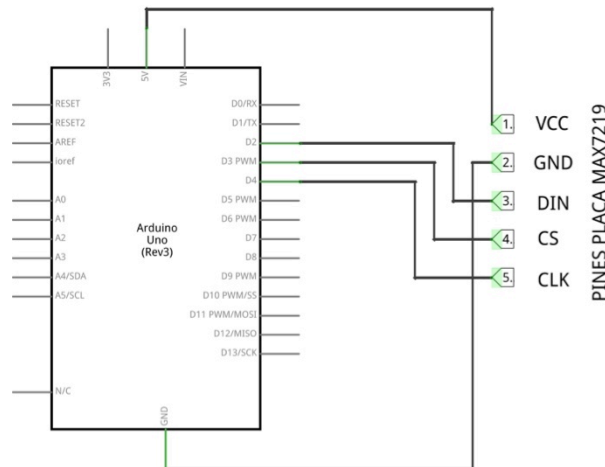 3V3
5V
VIN
RESET
RESET2
AREF
ioref
A0
A1
A2
A3
A4/SDA
A5/SCL
N/C
Arduino
Uno
(Rev3)
D0/RX
D1/TX
D2
D3 PWM
D4
D5 PWM
D6 PWM
D7
D8
D9 PWM
D10 PWM/SS
D11 PWM/MOSI
D12/MISO
D13/SCK
GND
1. VCC
2. GND
3. DIN
4. CS
5. CLK
PINES PLACA MAX7219